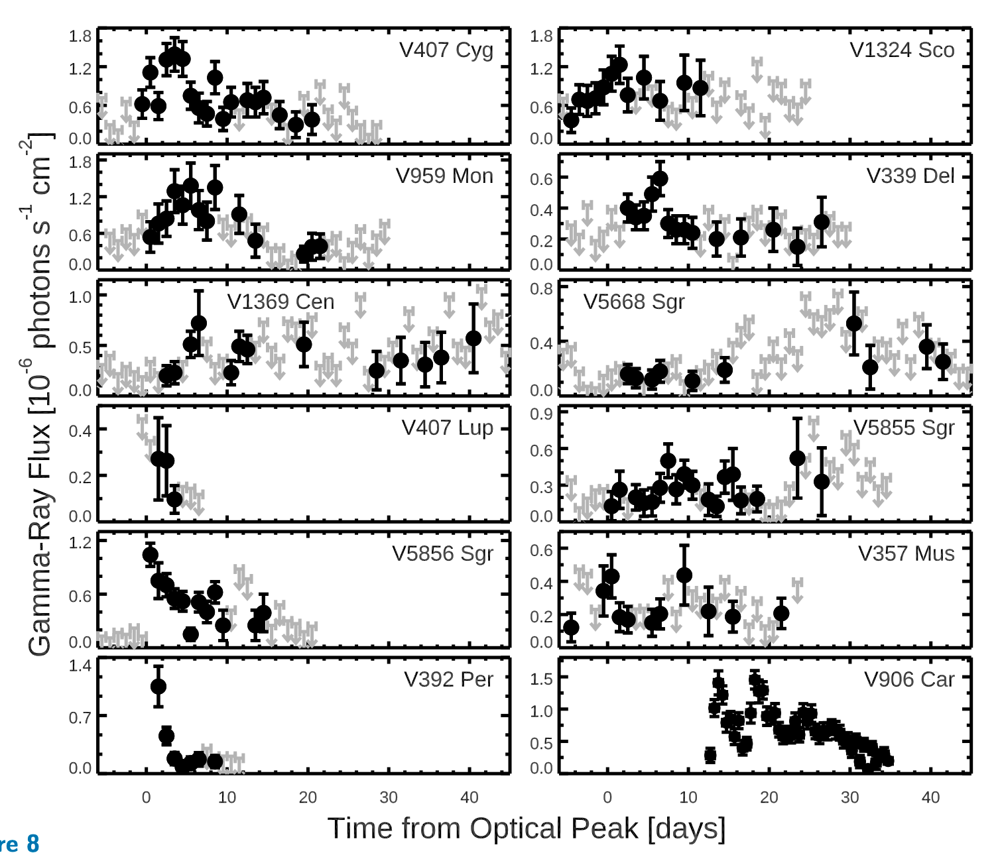 Gamma-Ray Flux [10-6 photons s-1 cm-2]
1.8
1.2
0.6
0.0
V407 Cyg
1.8
1.2
0.6
0.0
V1324 Sco
1.8
1.2
0.6
0.0
V959 Mon
0.6
0.4
0.2
0.0
V339 Del
1.0
0.5
0.0
V1369 Cen
0.8
0.4
0.0
V5668 Sgr
0.4
0.2
0.0
V407 Lup
0.9
0.6
0.3
0.0
V5855 Sgr
1.2
0.6
0.0
V5856 Sgr
0.6
0.4
0.2
0.0
V357 Mus
1.4
0.7
0.0
V392 Per
1.5
1.0
0.5
0.0
V906 Car
0 10 20 30 40
0 10 20 30 40
Time from Optical Peak [days]
re 8